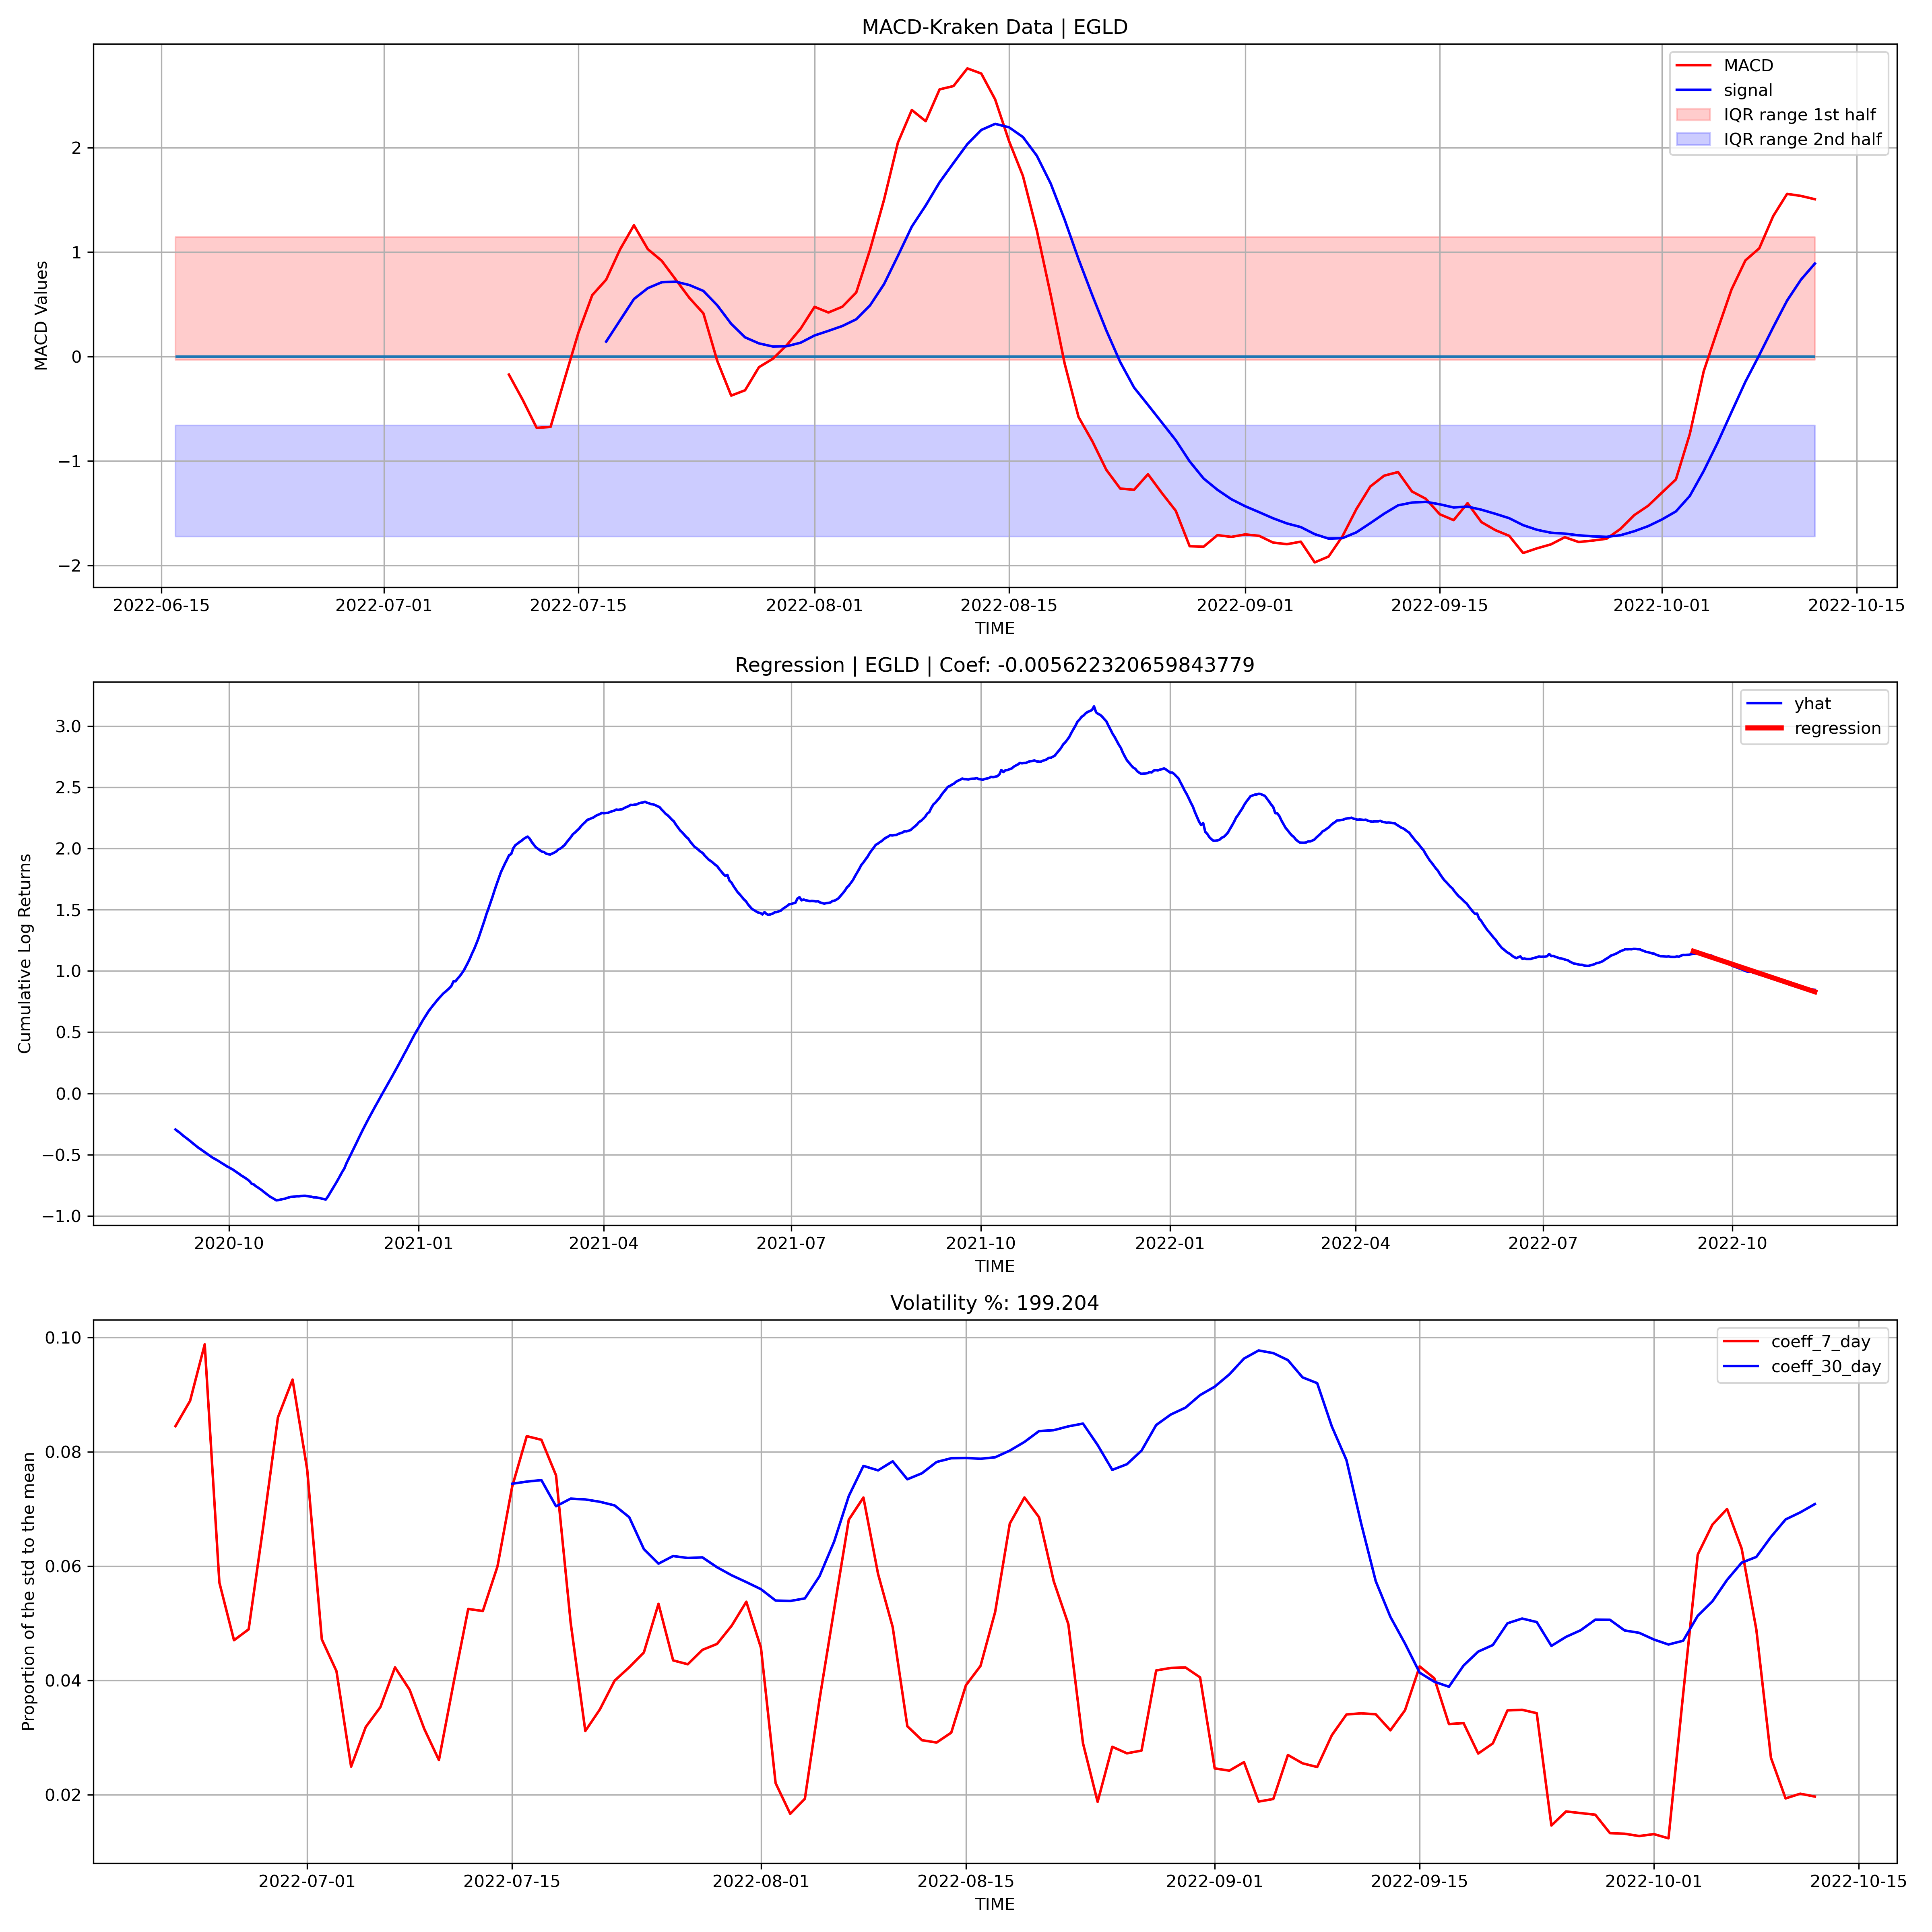 MACD-Kraken Data | EGLD
MACD Values
2
1
0
−1
−2
MACD
signal
IQR range 1st half
IQR range 2nd half
2022-06-15 2022-07-01 2022-07-15 2022-08-01 2022-08-15 2022-09-01 2022-09-15 2022-10-01 2022-10-15
TIME
Regression | EGLD | Coef: -0.005622320659843779
Cumulative Log Returns
3.0
2.5
2.0
1.5
1.0
0.5
0.0
−0.5
−1.0
yhat
regression
2020-10 2021-01 2021-04 2021-07 2021-10 2022-01 2022-04 2022-07 2022-10
TIME
Volatility %: 199.204
Proportion of the std to the mean
0.10
0.08
0.06
0.04
0.02
coeff_7_day
coeff_30_day
2022-07-01 2022-07-15 2022-08-01 2022-08-15 2022-09-01 2022-09-15 2022-10-01 2022-10-15
TIME